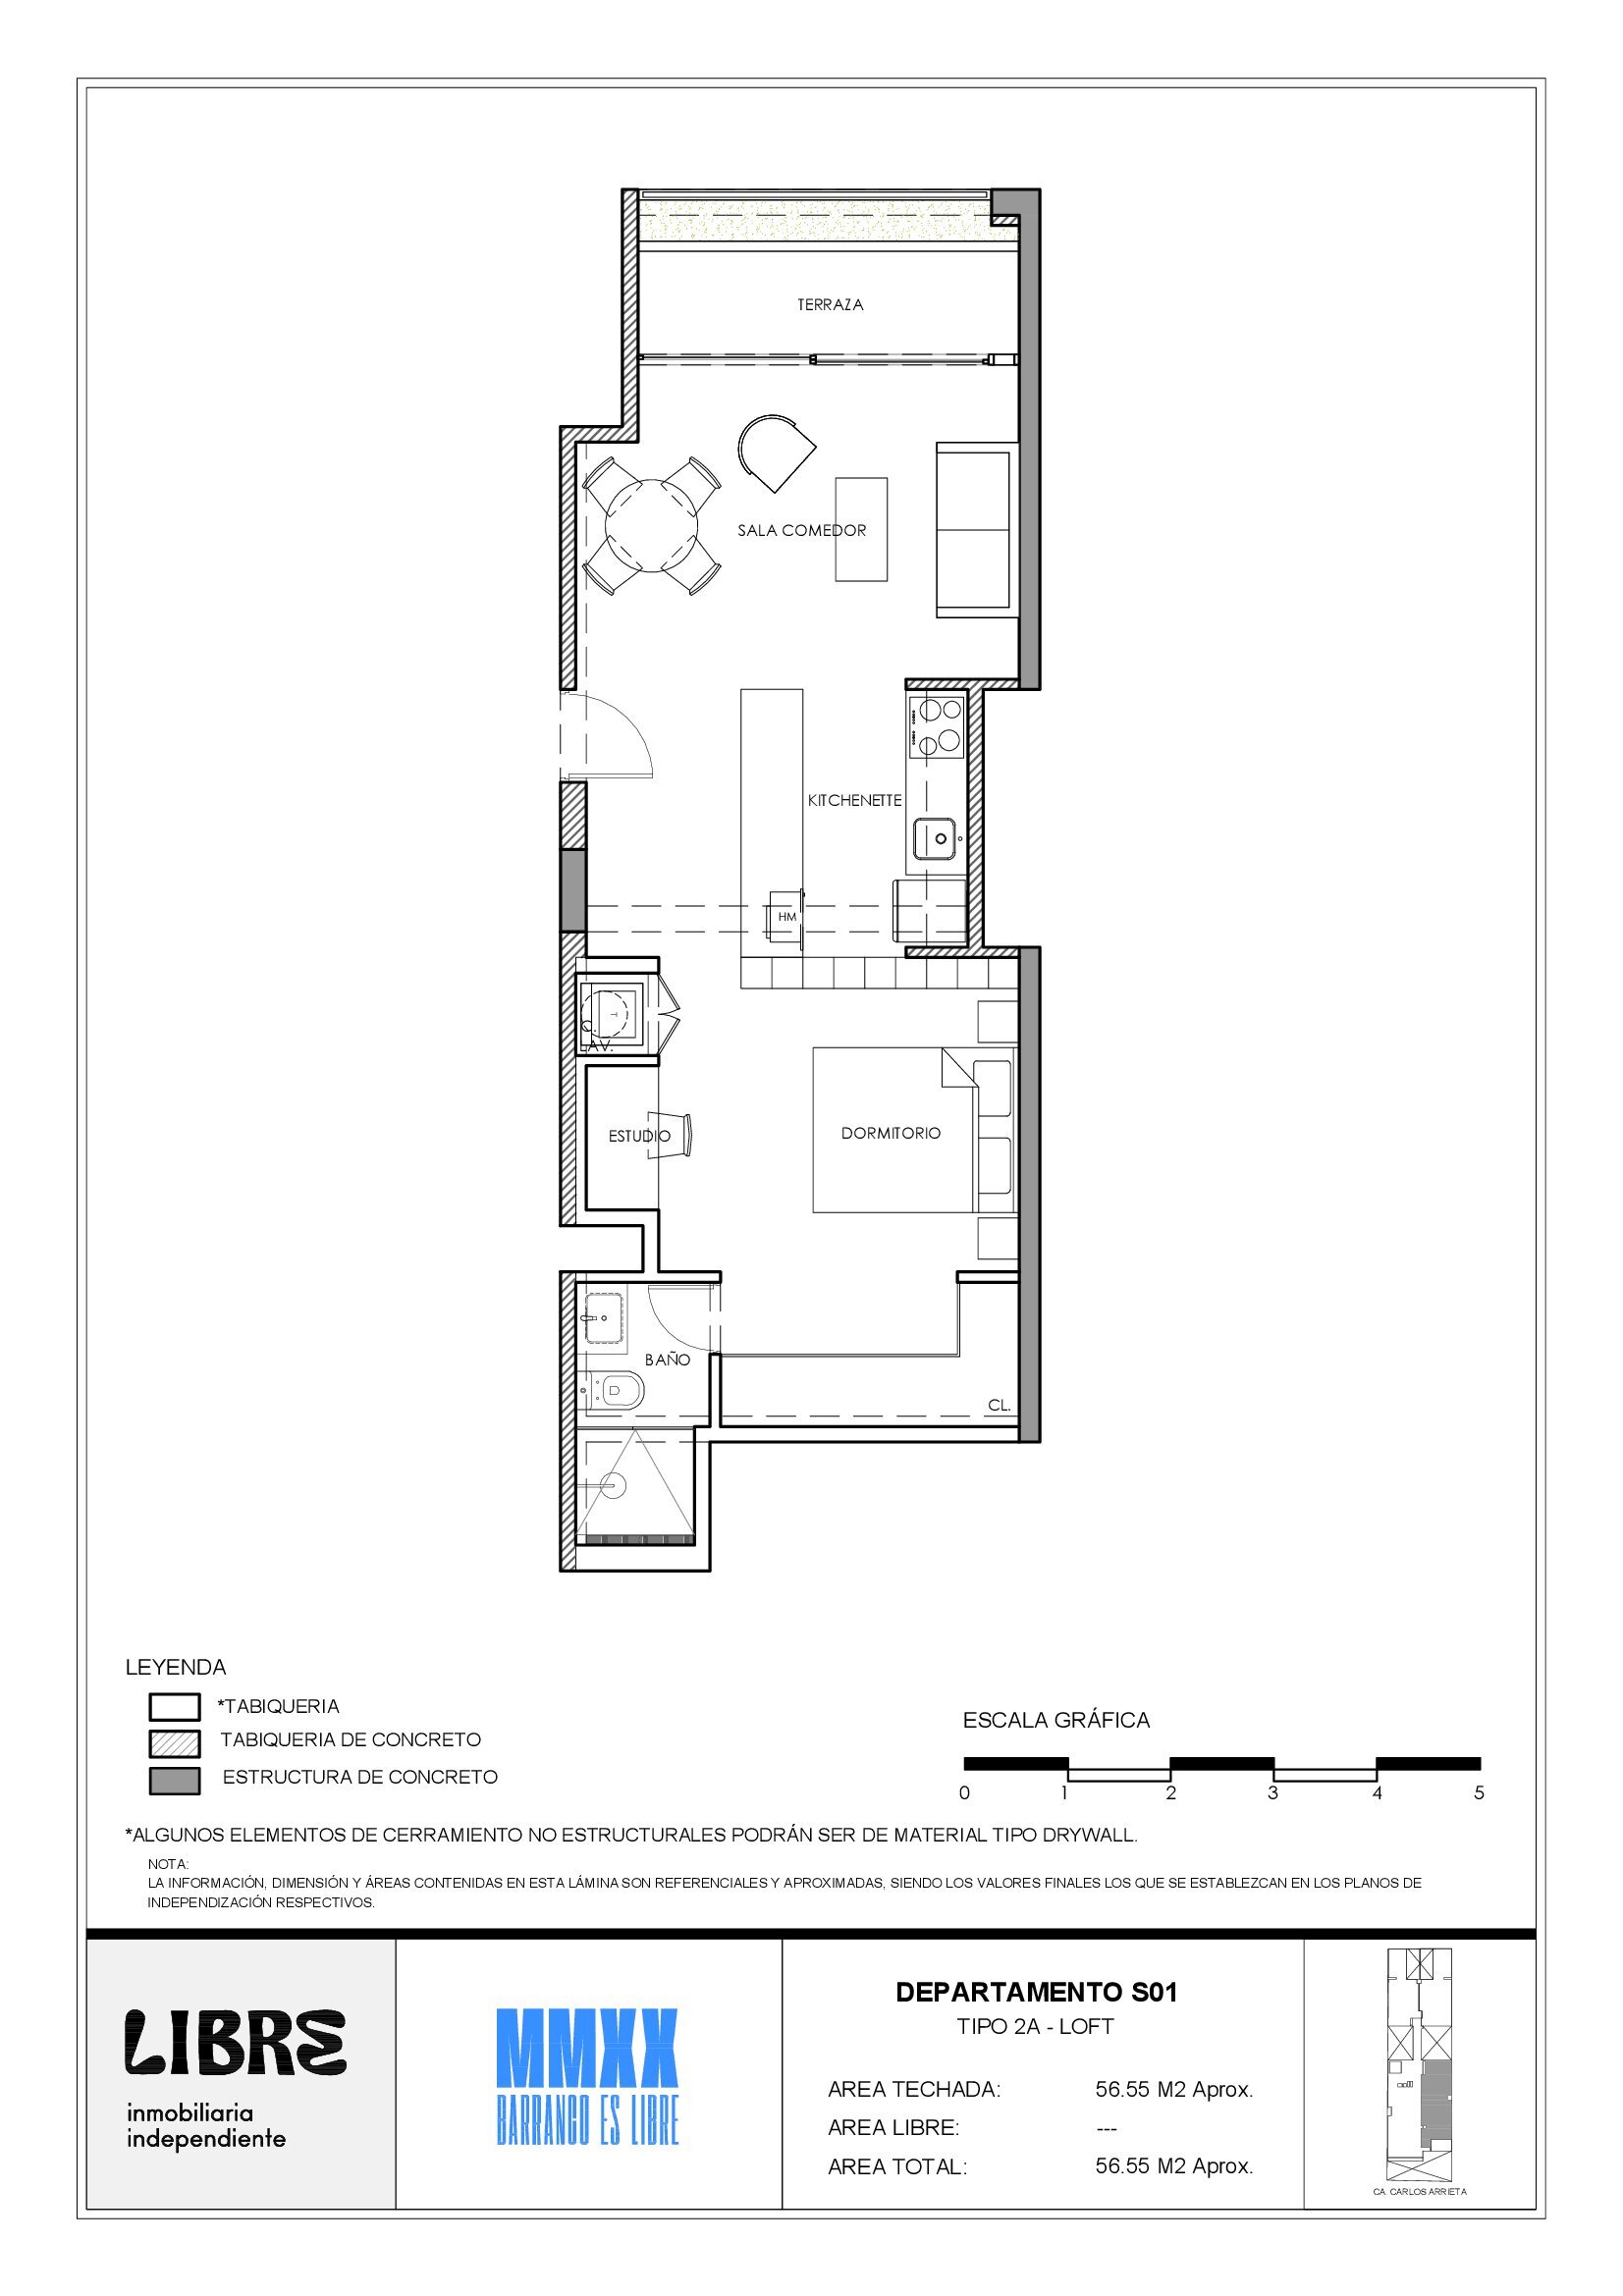 TERRAZA
SALA COMEDOR
KITCHENETTE
HM
LAV.
ESTUDIO
DORMITORIO
BAÑO
CL.
LEYENDA
*TABIQUERIA
TABIQUERIA DE CONCRETO
ESTRUCTURA DE CONCRETO
ESCALA GRÁFICA
0 1 2 3 4 5
*ALGUNOS ELEMENTOS DE CERRAMIENTO NO ESTRUCTURALES PODRÁN SER DE MATERIAL TIPO DRYWALL.
NOTA:
LA INFORMACIÓN, DIMENSIÓN Y ÁREAS CONTENIDAS EN ESTA LÁMINA SON REFERENCIALES Y APROXIMADAS, SIENDO LOS VALORES FINALES LOS QUE SE ESTABLEZCAN EN LOS PLANOS DE
INDEPENDIZACIÓN RESPECTIVOS.
LIBRE
inmobiliaria
independiente
MMXX
BARRANCO ES LIBRE
DEPARTAMENTO S01
TIPO 2A - LOFT
AREA TECHADA: 56.55 M2 Aprox.
AREA LIBRE: ---
AREA TOTAL: 56.55 M2 Aprox.
CA. CARLOS ARRIETA